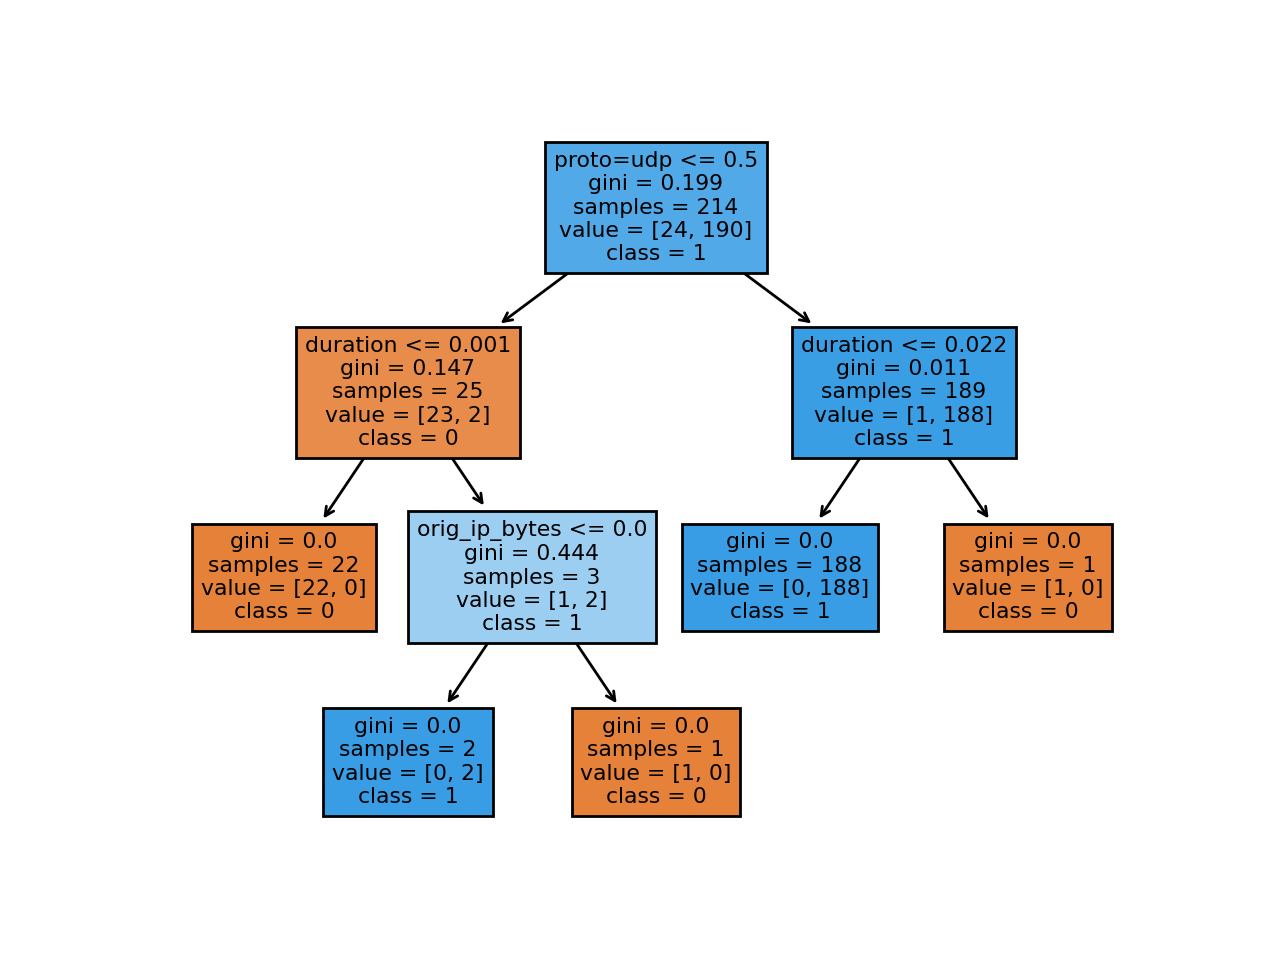 proto=udp <= 0.5
gini = 0.199
samples = 214
value = [24, 190]
class = 1
duration <= 0.001
gini = 0.147
samples = 25
value = [23, 2]
class = 0
duration <= 0.022
gini = 0.011
samples = 189
value = [1, 188]
class = 1
gini = 0.0
samples = 22
value = [22, 0]
class = 0
orig_ip_bytes <= 0.0
gini = 0.444
samples = 3
value = [1, 2]
class = 1
gini = 0.0
samples = 188
value = [0, 188]
class = 1
gini = 0.0
samples = 1
value = [1, 0]
class = 0
gini = 0.0
samples = 2
value = [0, 2]
class = 1
gini = 0.0
samples = 1
value = [1, 0]
class = 0